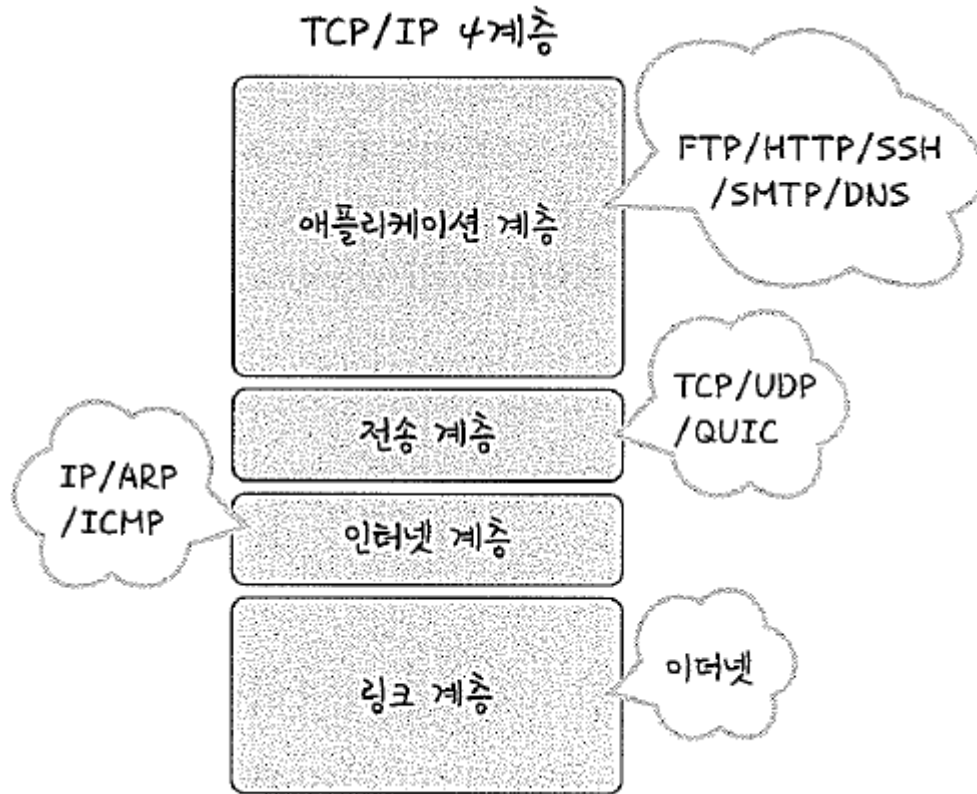 TCP/IP 4계층
FTP/HTTP/SSH
/SMTP/DNS
애플리케이션 계층
TCP/UDP
/QUIC
전송 계층
IP/ARP
/ICMP
인터넷 계층
이더넷
링크 계층